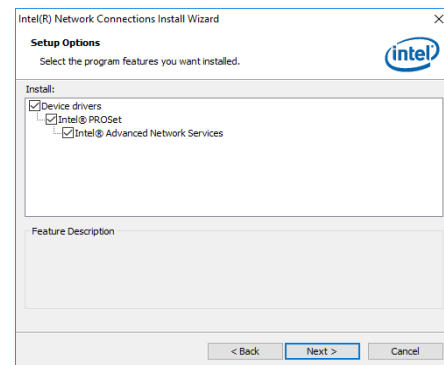 Intel(R) Network Connections Install Wizard
Setup Options
Select the program features you want installed.
intel
Install:
Device drivers
Intel® PROSet
Intel® Advanced Network Services
Feature Description
< Back
Next >
Cancel